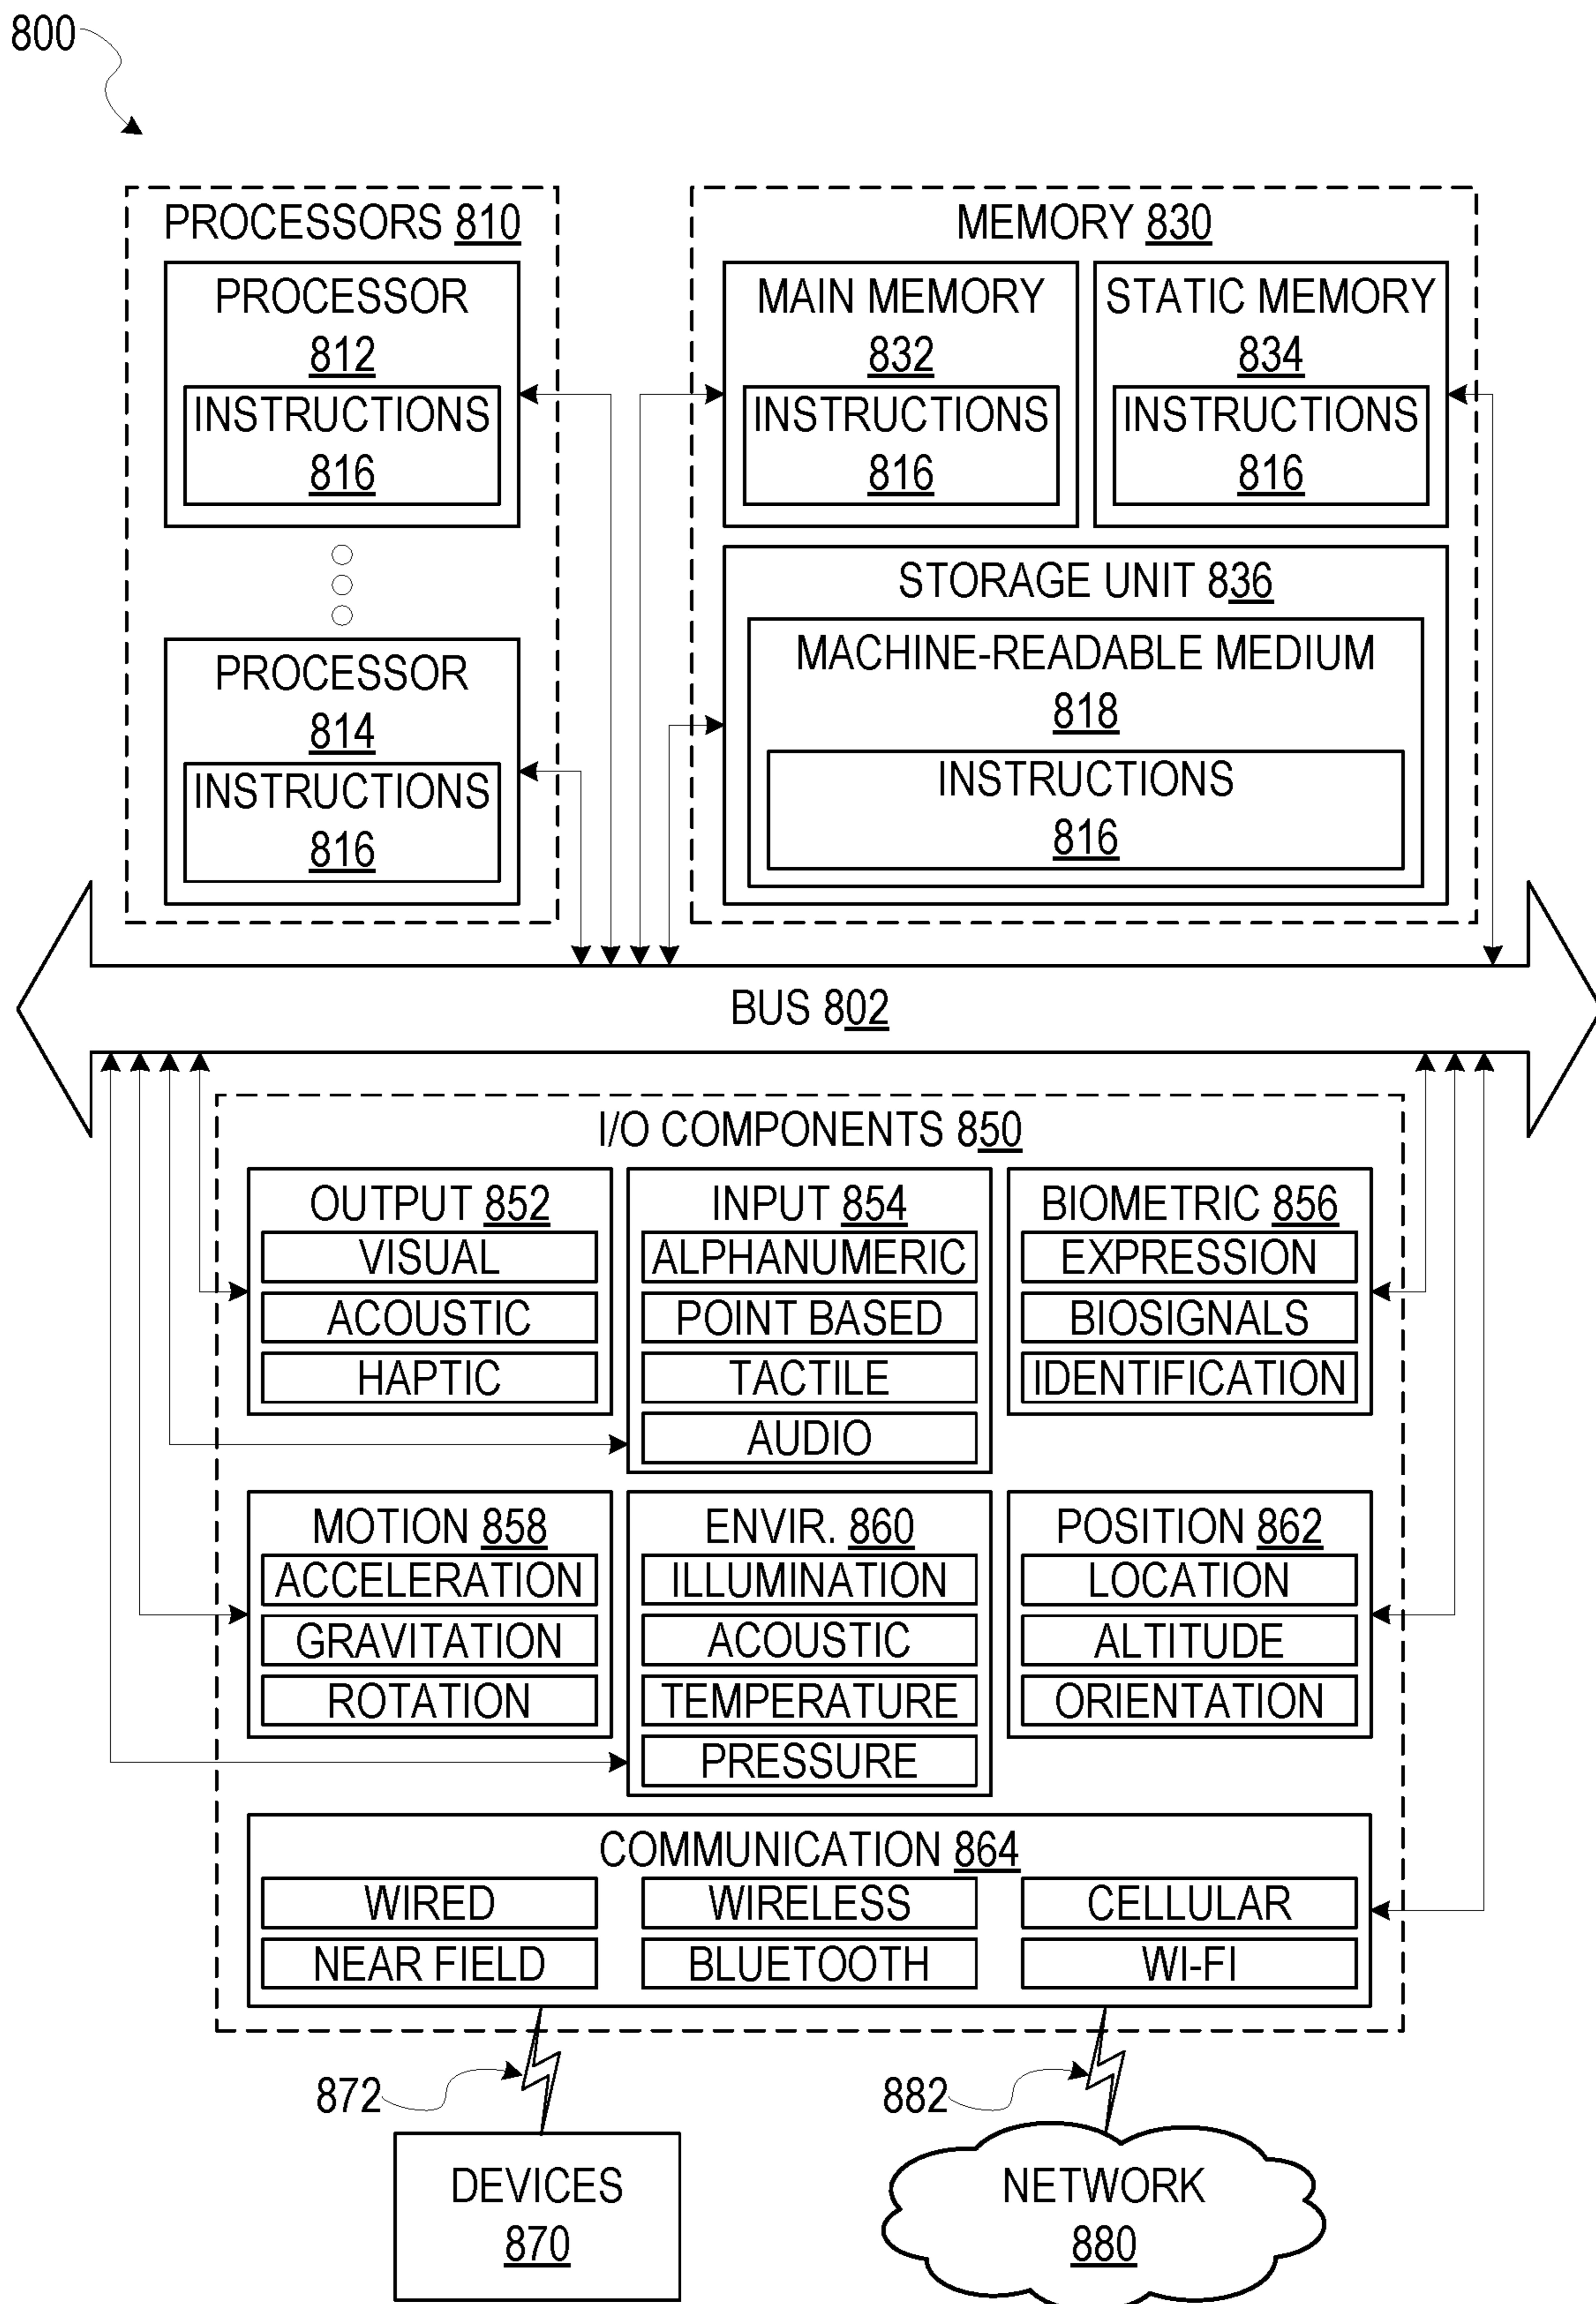 800
PROCESSORS 810
PROCESSOR
812
INSTRUCTIONS
816
PROCESSOR
814
INSTRUCTIONS
816
MEMORY 830
MAIN MEMORY
832
INSTRUCTIONS
816
STATIC MEMORY
834
INSTRUCTIONS
816
STORAGE UNIT 836
MACHINE-READABLE MEDIUM
818
INSTRUCTIONS
816
BUS 802
I/O COMPONENTS 850
OUTPUT 852
VISUAL
ACOUSTIC
HAPTIC
INPUT 854
ALPHANUMERIC
POINT BASED
TACTILE
AUDIO
BIOMETRIC 856
EXPRESSION
BIOSIGNALS
IDENTIFICATION
MOTION 858
ACCELERATION
GRAVITATION
ROTATION
ENVIR. 860
ILLUMINATION
ACOUSTIC
TEMPERATURE
PRESSURE
POSITION 862
LOCATION
ALTITUDE
ORIENTATION
COMMUNICATION 864
WIRED
WIRELESS
CELLULAR
NEAR FIELD
BLUETOOTH
WI-FI
872
882
DEVICES
870
NETWORK
880